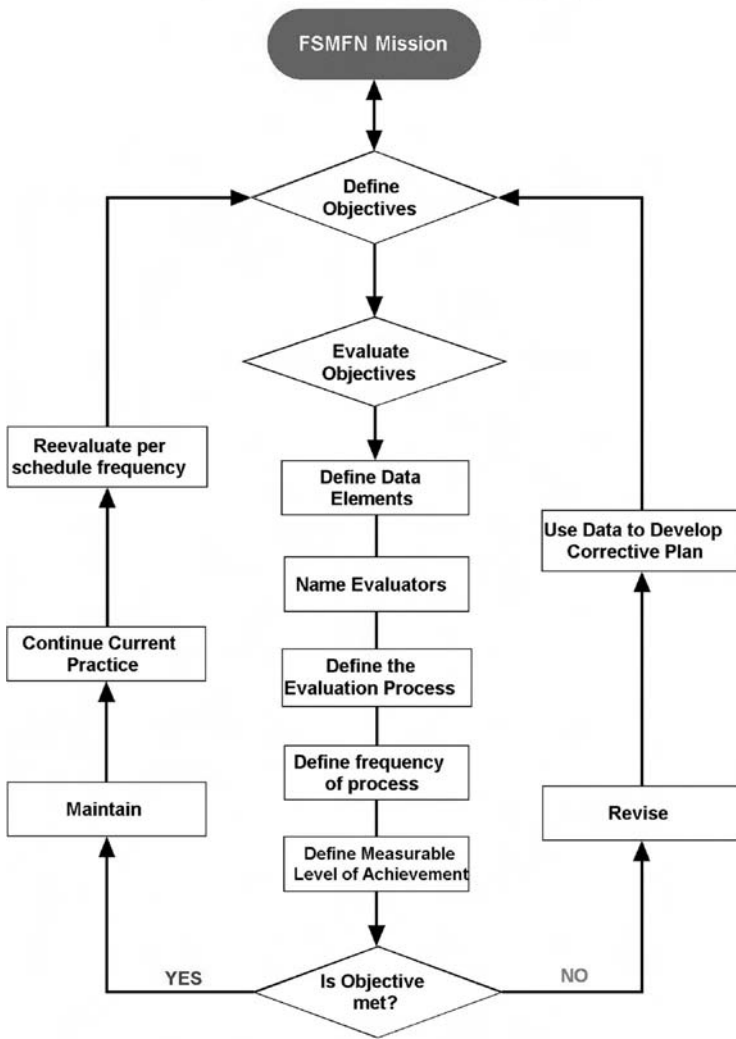 FSMFN Mission
Define
Objectives
Evaluate
Objectives
Reevaluate per
schedule frequency
Define Data
Elements
Use Data to Develop
Corrective Plan
Name Evaluators
Continue Current
Practice
Define the
Evaluation Process
Define frequency
of process
Maintain
Revise
Define Measurable
Level of Achievement
YES
Is Objective
met?
NO